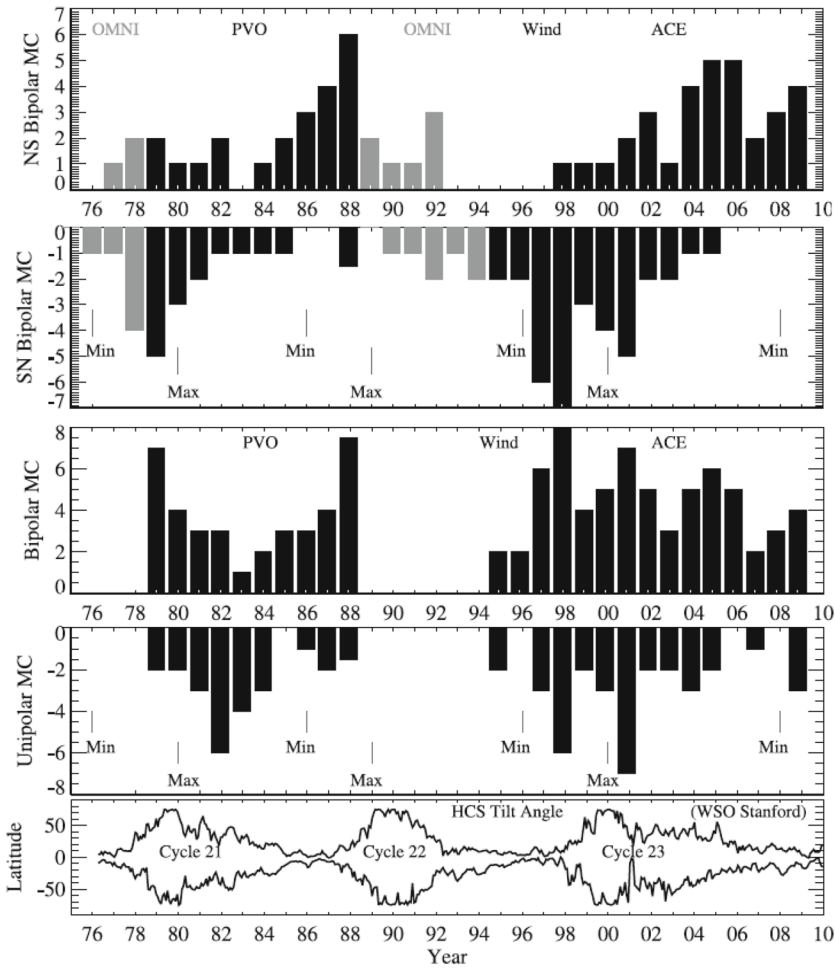 7
6
5
4
3
2
1
0
NS Bipolar MC
OMNI PVO OMNI Wind ACE
76 78 80 82 84 86 88 90 92 94 96 98 00 02 04 06 08 10
0
-1
-2
-3
-4
-5
-6
-7
SN Bipolar MC
Min Min Min Min
Max Max Max
8
6
4
2
0
Bipolar MC
PVO Wind ACE
76 78 80 82 84 86 88 90 92 94 96 98 00 02 04 06 08 10
0
-2
-4
-6
-8
Unipolar MC
Min Min Min Min
Max Max Max
50
0
-50
Latitude
HCS Tilt Angle (WSO Stanford)
Cycle 21 Cycle 22 Cycle 23
76 78 80 82 84 86 88 90 92 94 96 98 00 02 04 06 08 10
Year